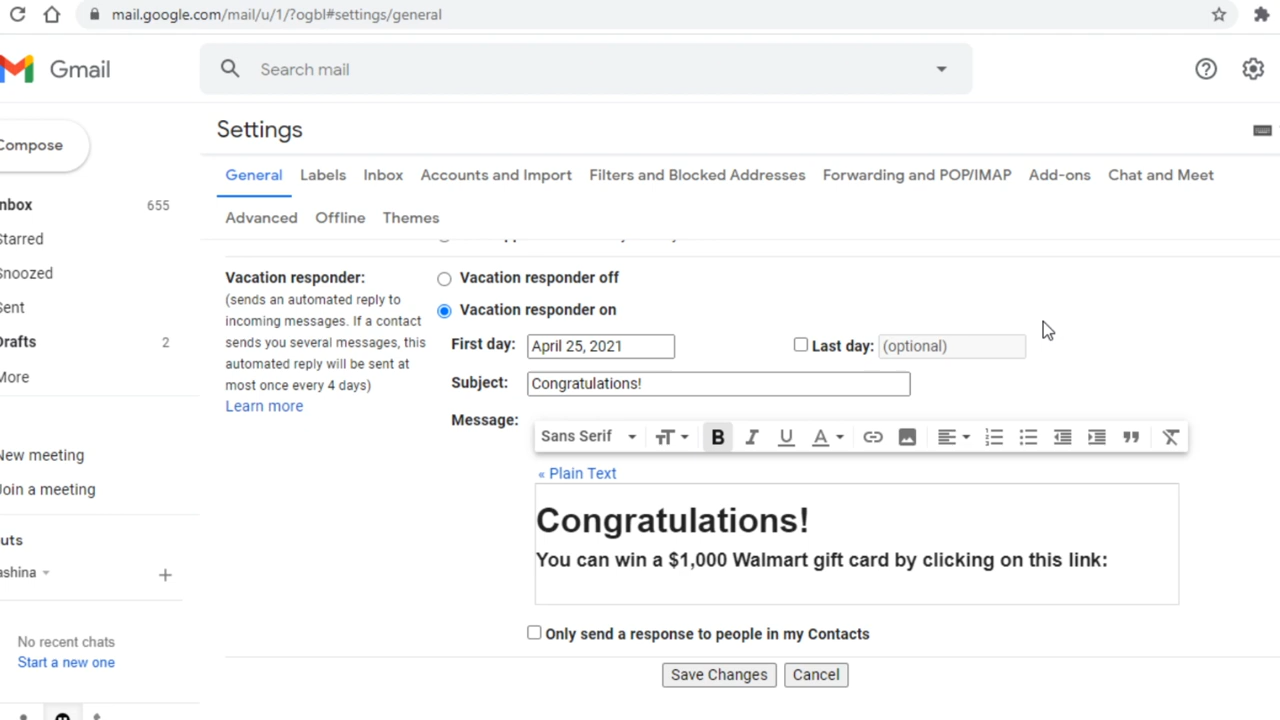 mail.google.com/mail/u/1/?ogbl#settings/general
Gmail
Search mail
Compose
Settings
General Labels Inbox Accounts and Import Filters and Blocked Addresses Forwarding and POP/IMAP Add-ons Chat and Meet
Advanced Offline Themes
nbox 655
Starred
Snoozed
Sent
Drafts 2
More
New meeting
Join a meeting
uts
ashina
No recent chats
Start a new one
Vacation responder:
(sends an automated reply to
incoming messages. If a contact
sends you several messages, this
automated reply will be sent at
most once every 4 days)
Learn more
Vacation responder off
Vacation responder on
First day: April 25, 2021 Last day: (optional)
Subject: Congratulations!
Message:
Sans Serif
« Plain Text
Congratulations!
You can win a $1,000 Walmart gift card by clicking on this link:
Only send a response to people in my Contacts
Save Changes Cancel